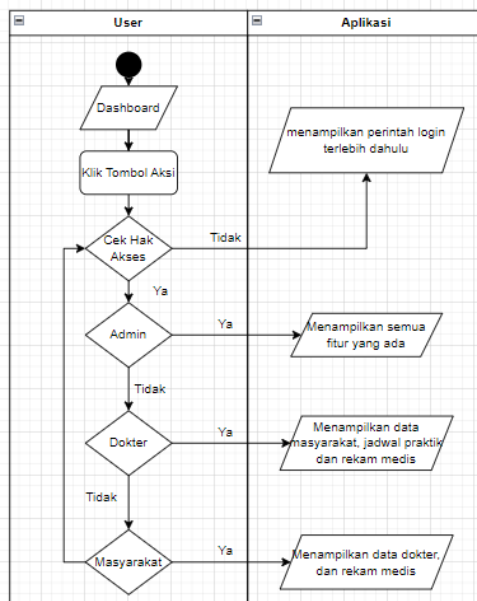 User
Aplikasi
Dashboard
Klik Tombol Aksi
menampilkan perintah login
terlebih dahulu
Cek Hak
Akses
Tidak
Ya
Admin
Ya
Menampilkan semua
fitur yang ada
Tidak
Dokter
Ya
Menampilkan data
masyarakat, jadwal praktik
dan rekam medis
Tidak
Masyarakat
Ya
Menampilkan data dokter,
dan rekam medis